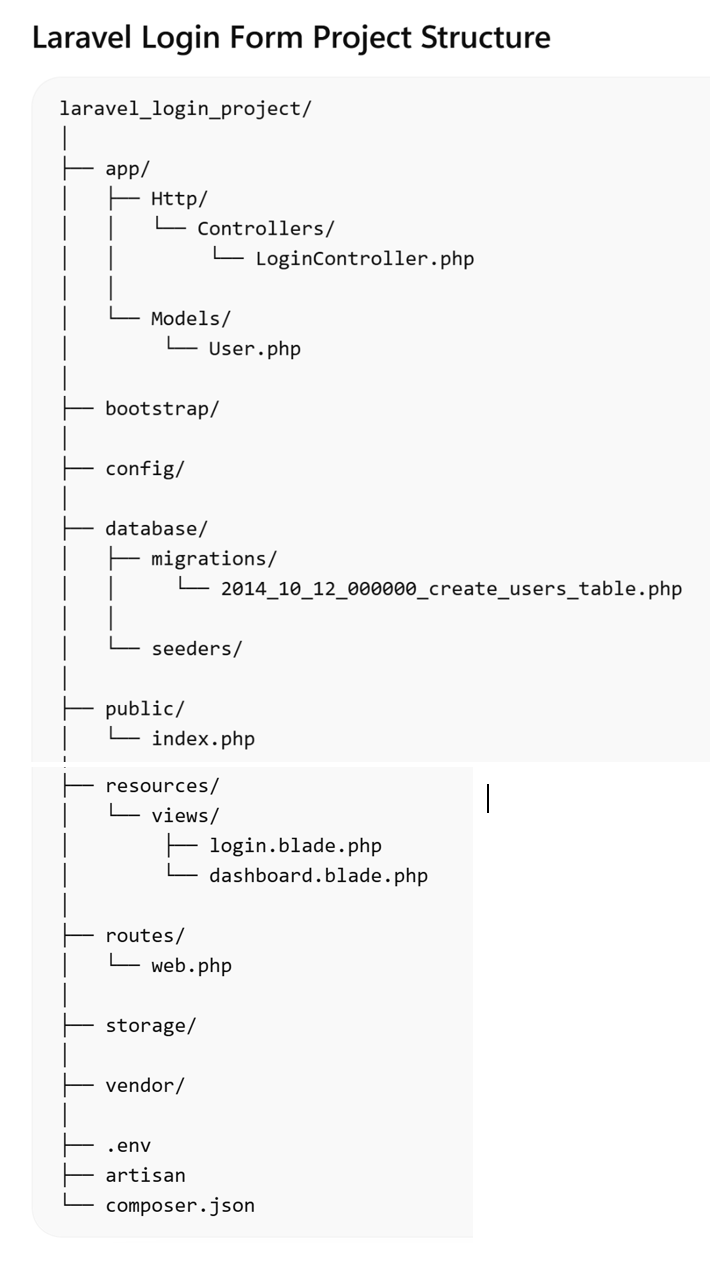 Laravel Login Form Project Structure
laravel_login_project/
│
├── app/
│   ├── Http/
│   │   └── Controllers/
│   │        └── LoginController.php
│   │
│   └── Models/
│        └── User.php
│
├── bootstrap/
│
├── config/
│
├── database/
│   ├── migrations/
│   │     └── 2014_10_12_000000_create_users_table.php
│   │
│   └── seeders/
│
├── public/
│   └── index.php
│
├── resources/
│   └── views/
│        ├── login.blade.php
│        └── dashboard.blade.php
│
├── routes/
│   └── web.php
│
├── storage/
│
├── vendor/
│
├── .env
├── artisan
└── composer.json